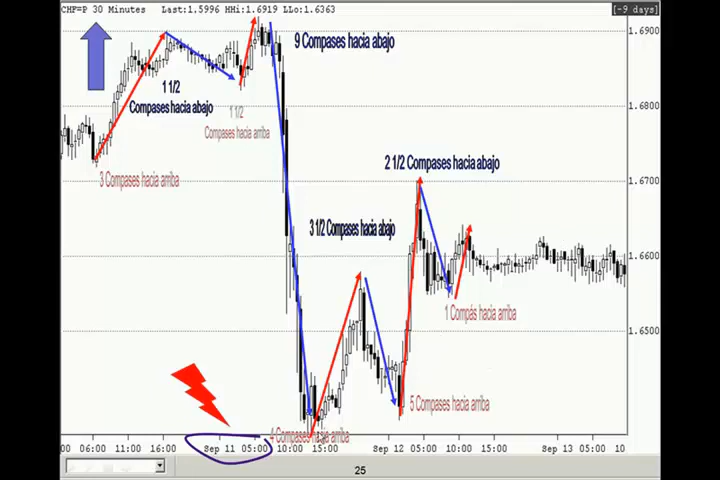 CHF=P 30 Minutes Last:1.5996 HHi:1.6919 LLo:1.6363
[-9 days]
1.6900
9 Compases hacia abajo
1 1/2
Compases hacia abajo
1 1/2
Compases hacia arriba
1.6800
2 1/2 Compases hacia abajo
3 Compases hacia arriba
1.6700
3 1/2 Compases hacia abajo
1.6600
1 Compás hacia arriba
1.6500
5 Compases hacia arriba
4 Compases hacia arriba
00 06:00 11:00 16:00 Sep 11 05:00 10:00 15:00 Sep 12 05:00 10:00 15:00 Sep 13 05:00 10
25